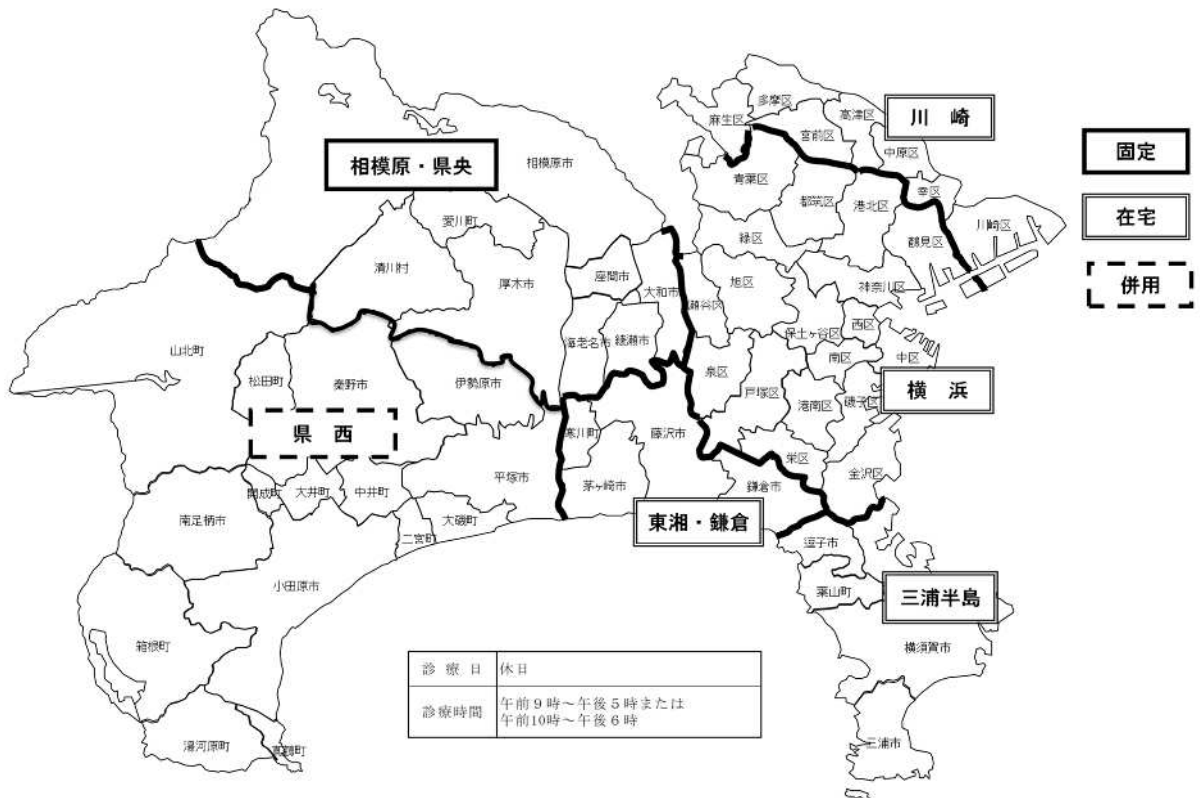 多摩区
高津区
川 崎
麻生区
宮前区
中原区
固定
相模原・県央
相模原市
青葉区
幸区
都筑区
港北区
川崎区
在宅
愛川町
緑区
鶴見区
清川村
厚木市
座間市
旭区
神奈川区
大和市
併用
瀬谷区
西区
保土ヶ谷区
海老名市
綾瀬市
山北町
南区
中区
泉区
松田町
秦野市
伊勢原市
横 浜
戸塚区
港南区
磯子区
県 西
寒川町
藤沢市
栄区
金沢区
平塚市
鎌倉市
開成町
大井町
中井町
茅ヶ崎市
南足柄市
大磯町
東湘・鎌倉
二宮町
逗子市
小田原市
葉山町
三浦半島
箱根町
横須賀市
診 療 日 休日
診療時間 午前9時～午後5時または
午前10時～午後6時
湯河原町
真鶴町
三浦市